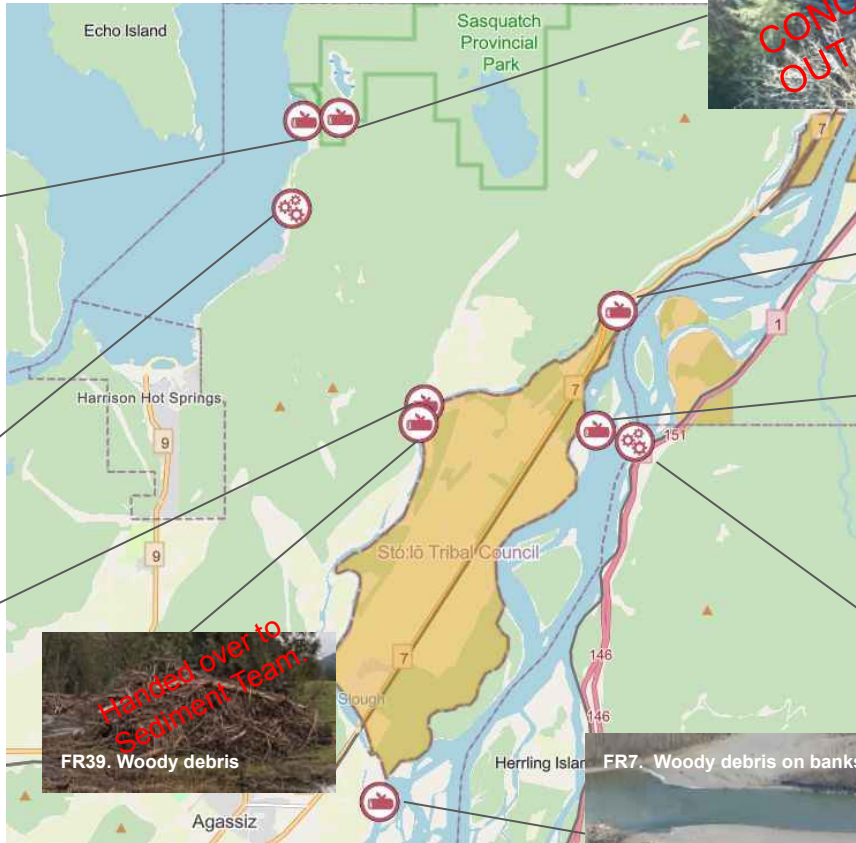 Echo Island
Sasquatch
Provincial
Park
OUT
7
1
Harrison Hot Springs
7
9
151
9
Stó:lō Tribal Council
Handed over to
Sediment Team.
7
146
Slough
146
FR39. Woody debris
Herrling Islan
FR7. Woody debris on banks
Agassiz